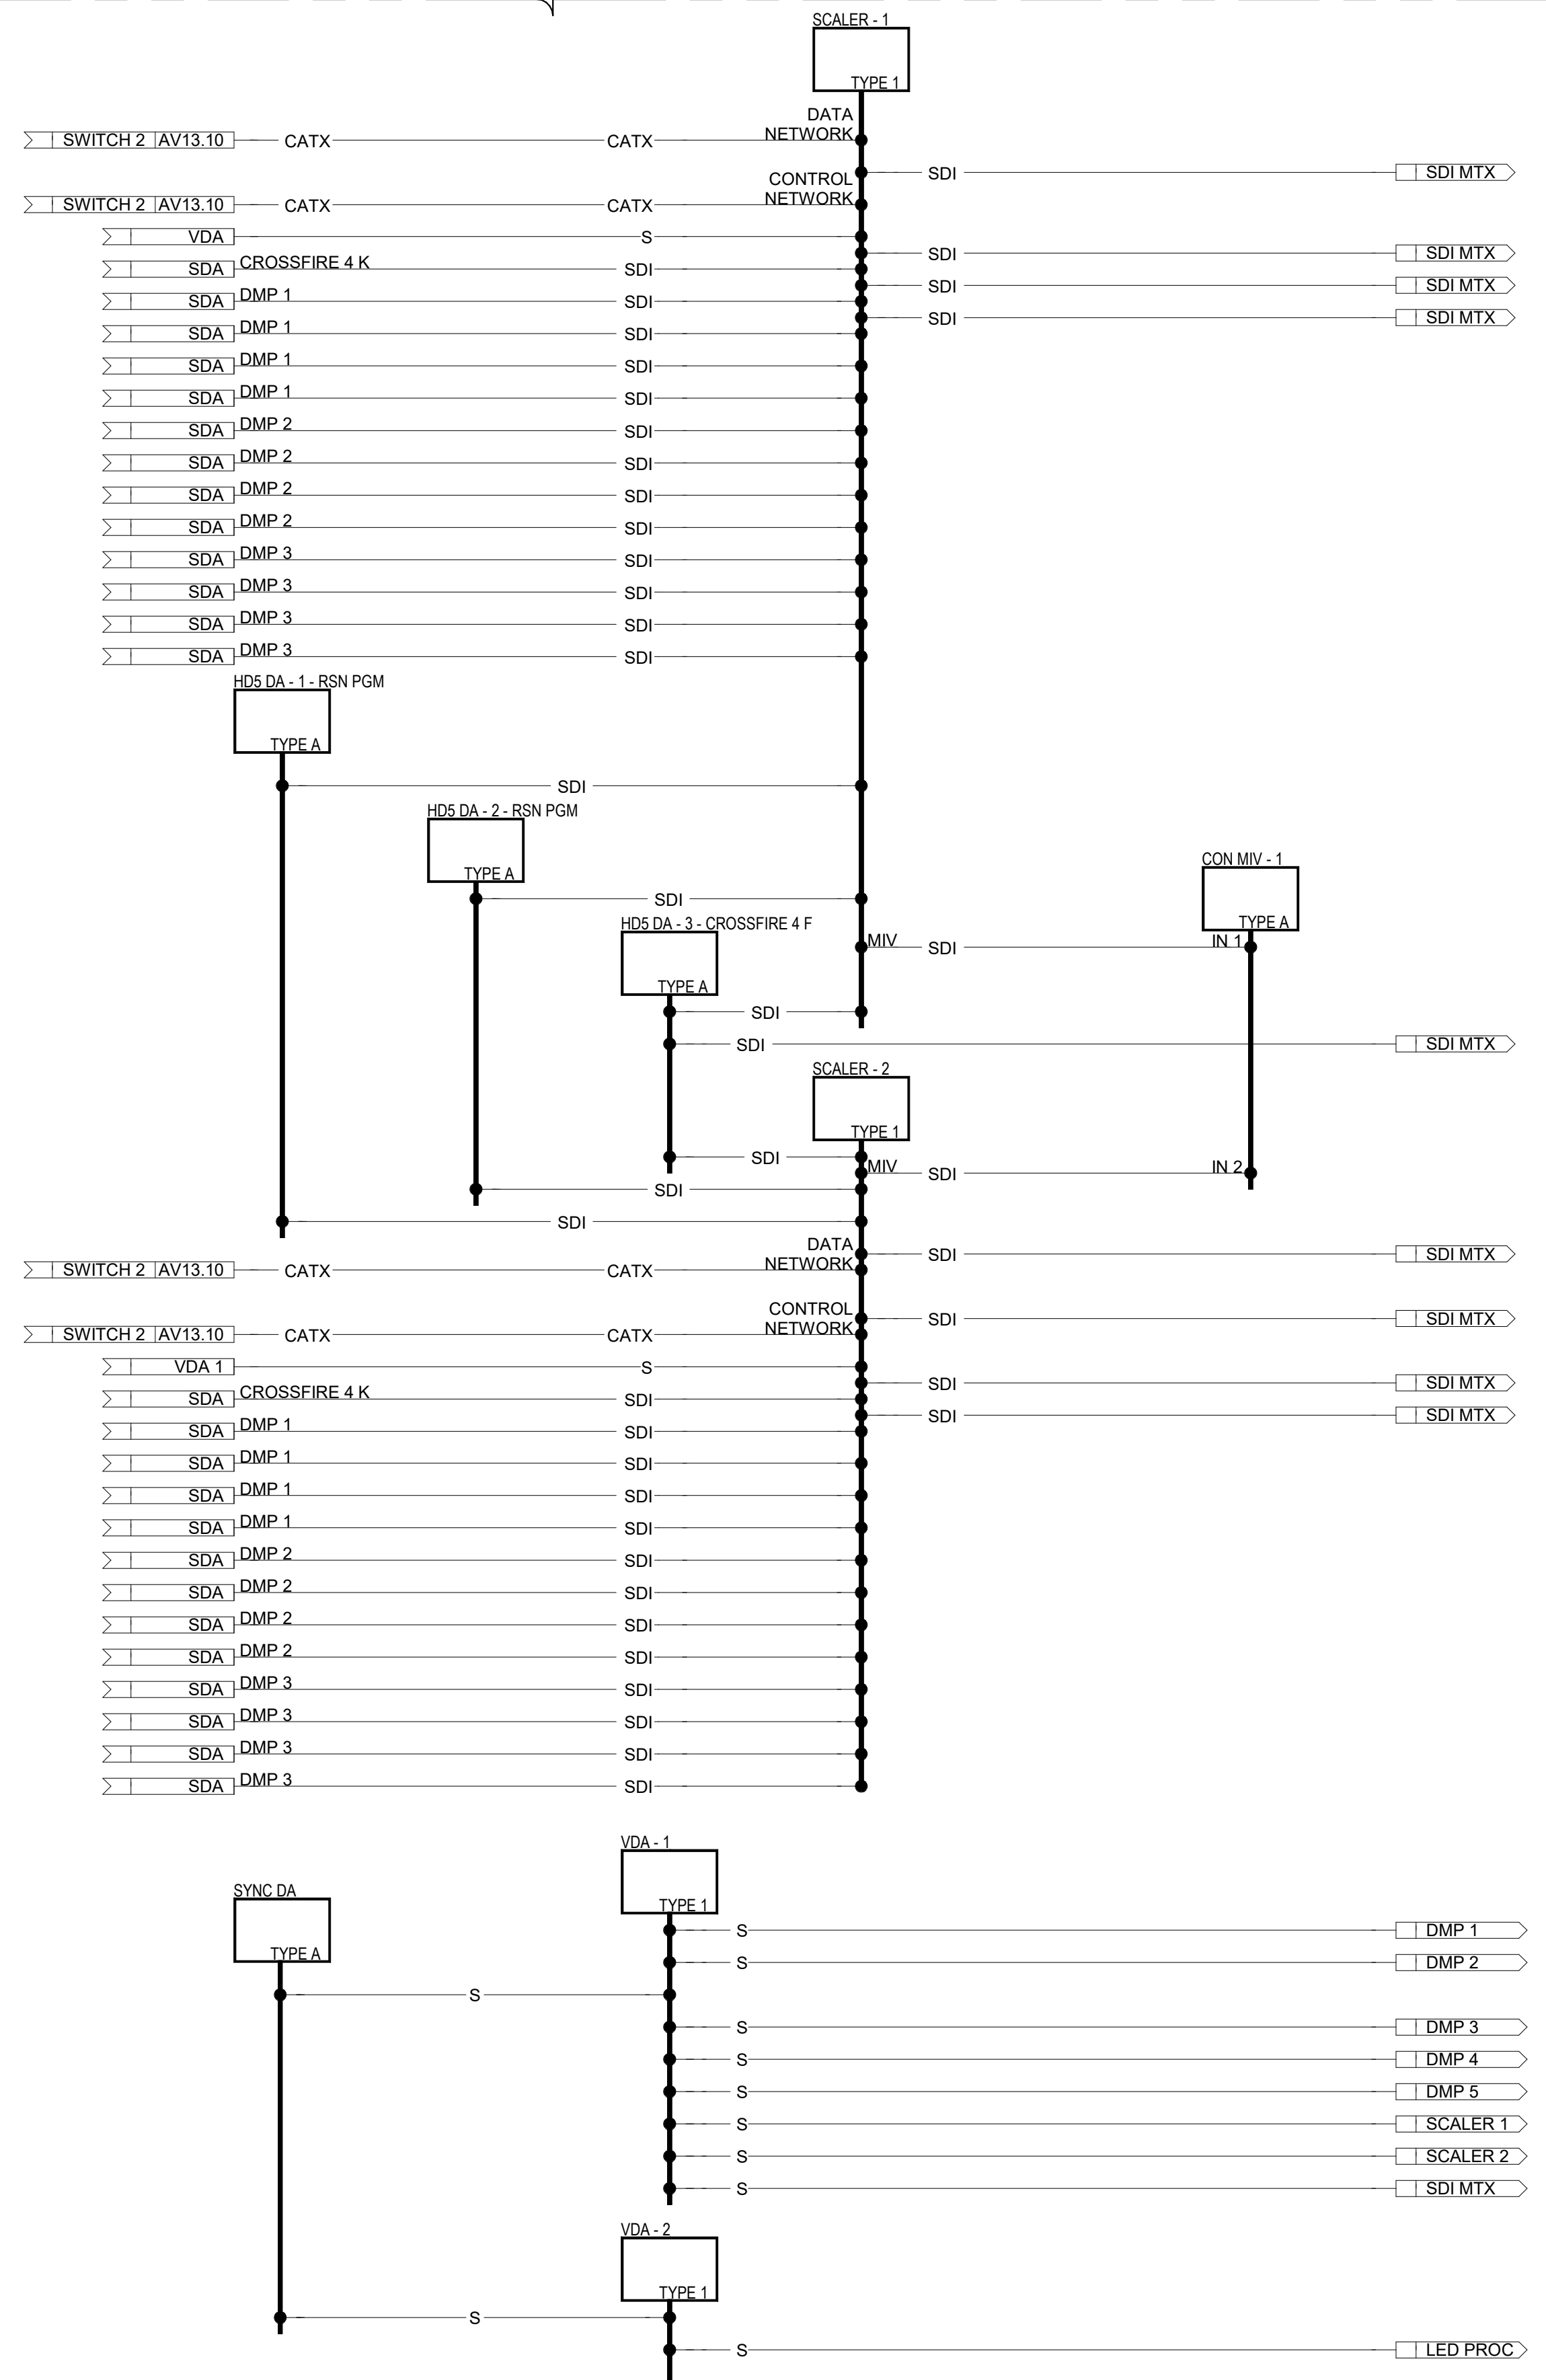 SCALER - 1
TYPE 1
DATA
SWITCH 2 AV13.10 CATX CATX NETWORK
SDI SDI MTX
CONTROL
SWITCH 2 AV13.10 CATX CATX NETWORK
VDA S
SDI SDI MTX
SDA CROSSFIRE 4 K SDI
SDI SDI MTX
SDA DMP 1 SDI
SDI SDI MTX
SDA DMP 1 SDI
SDA DMP 1 SDI
SDA DMP 1 SDI
SDA DMP 2 SDI
SDA DMP 2 SDI
SDA DMP 2 SDI
SDA DMP 2 SDI
SDA DMP 3 SDI
SDA DMP 3 SDI
SDA DMP 3 SDI
SDA DMP 3 SDI
HD5 DA - 1 - RSN PGM
TYPE A
SDI
HD5 DA - 2 - RSN PGM
TYPE A
SDI
CON MIV - 1
TYPE A
HD5 DA - 3 - CROSSFIRE 4 F
TYPE A
MIV SDI IN 1
SDI
SDI SDI MTX
SCALER - 2
TYPE 1
SDI
MIV SDI IN 2
SDI
SDI
DATA
SDI SDI MTX
SWITCH 2 AV13.10 CATX CATX NETWORK
CONTROL
SDI SDI MTX
SWITCH 2 AV13.10 CATX CATX NETWORK
VDA 1 S
SDI SDI MTX
SDA CROSSFIRE 4 K SDI
SDI SDI MTX
SDA DMP 1 SDI
SDA DMP 1 SDI
SDA DMP 1 SDI
SDA DMP 1 SDI
SDA DMP 2 SDI
SDA DMP 2 SDI
SDA DMP 2 SDI
SDA DMP 2 SDI
SDA DMP 3 SDI
SDA DMP 3 SDI
SDA DMP 3 SDI
SDA DMP 3 SDI
VDA - 1
TYPE 1
SYNC DA
TYPE A
S DMP 1
S DMP 2
S
S DMP 3
S DMP 4
S DMP 5
S SCALER 1
S SCALER 2
S SDI MTX
VDA - 2
TYPE 1
S
S LED PROC